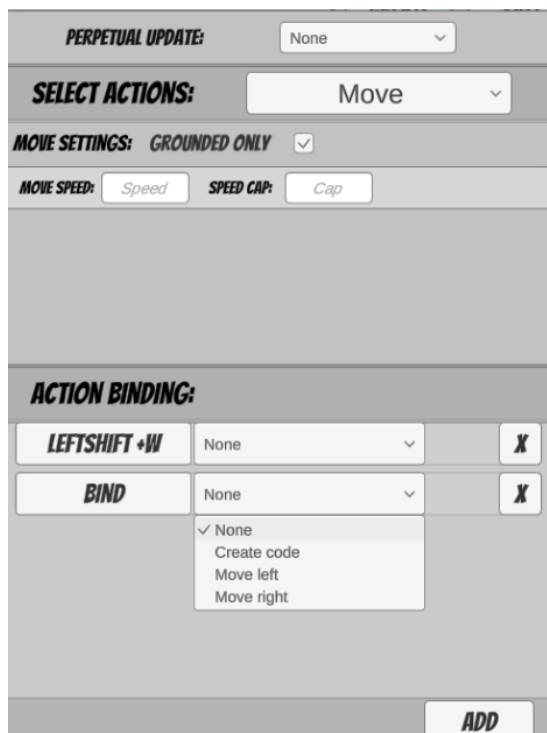 PERPETUAL UPDATE: None
SELECT ACTIONS: Move
MOVE SETTINGS: GROUNDED ONLY
MOVE SPEED: Speed SPEED CAP: Cap
ACTION BINDING:
LEFTSHIFT +W None X
BIND None X
None
Create code
Move left
Move right
ADD